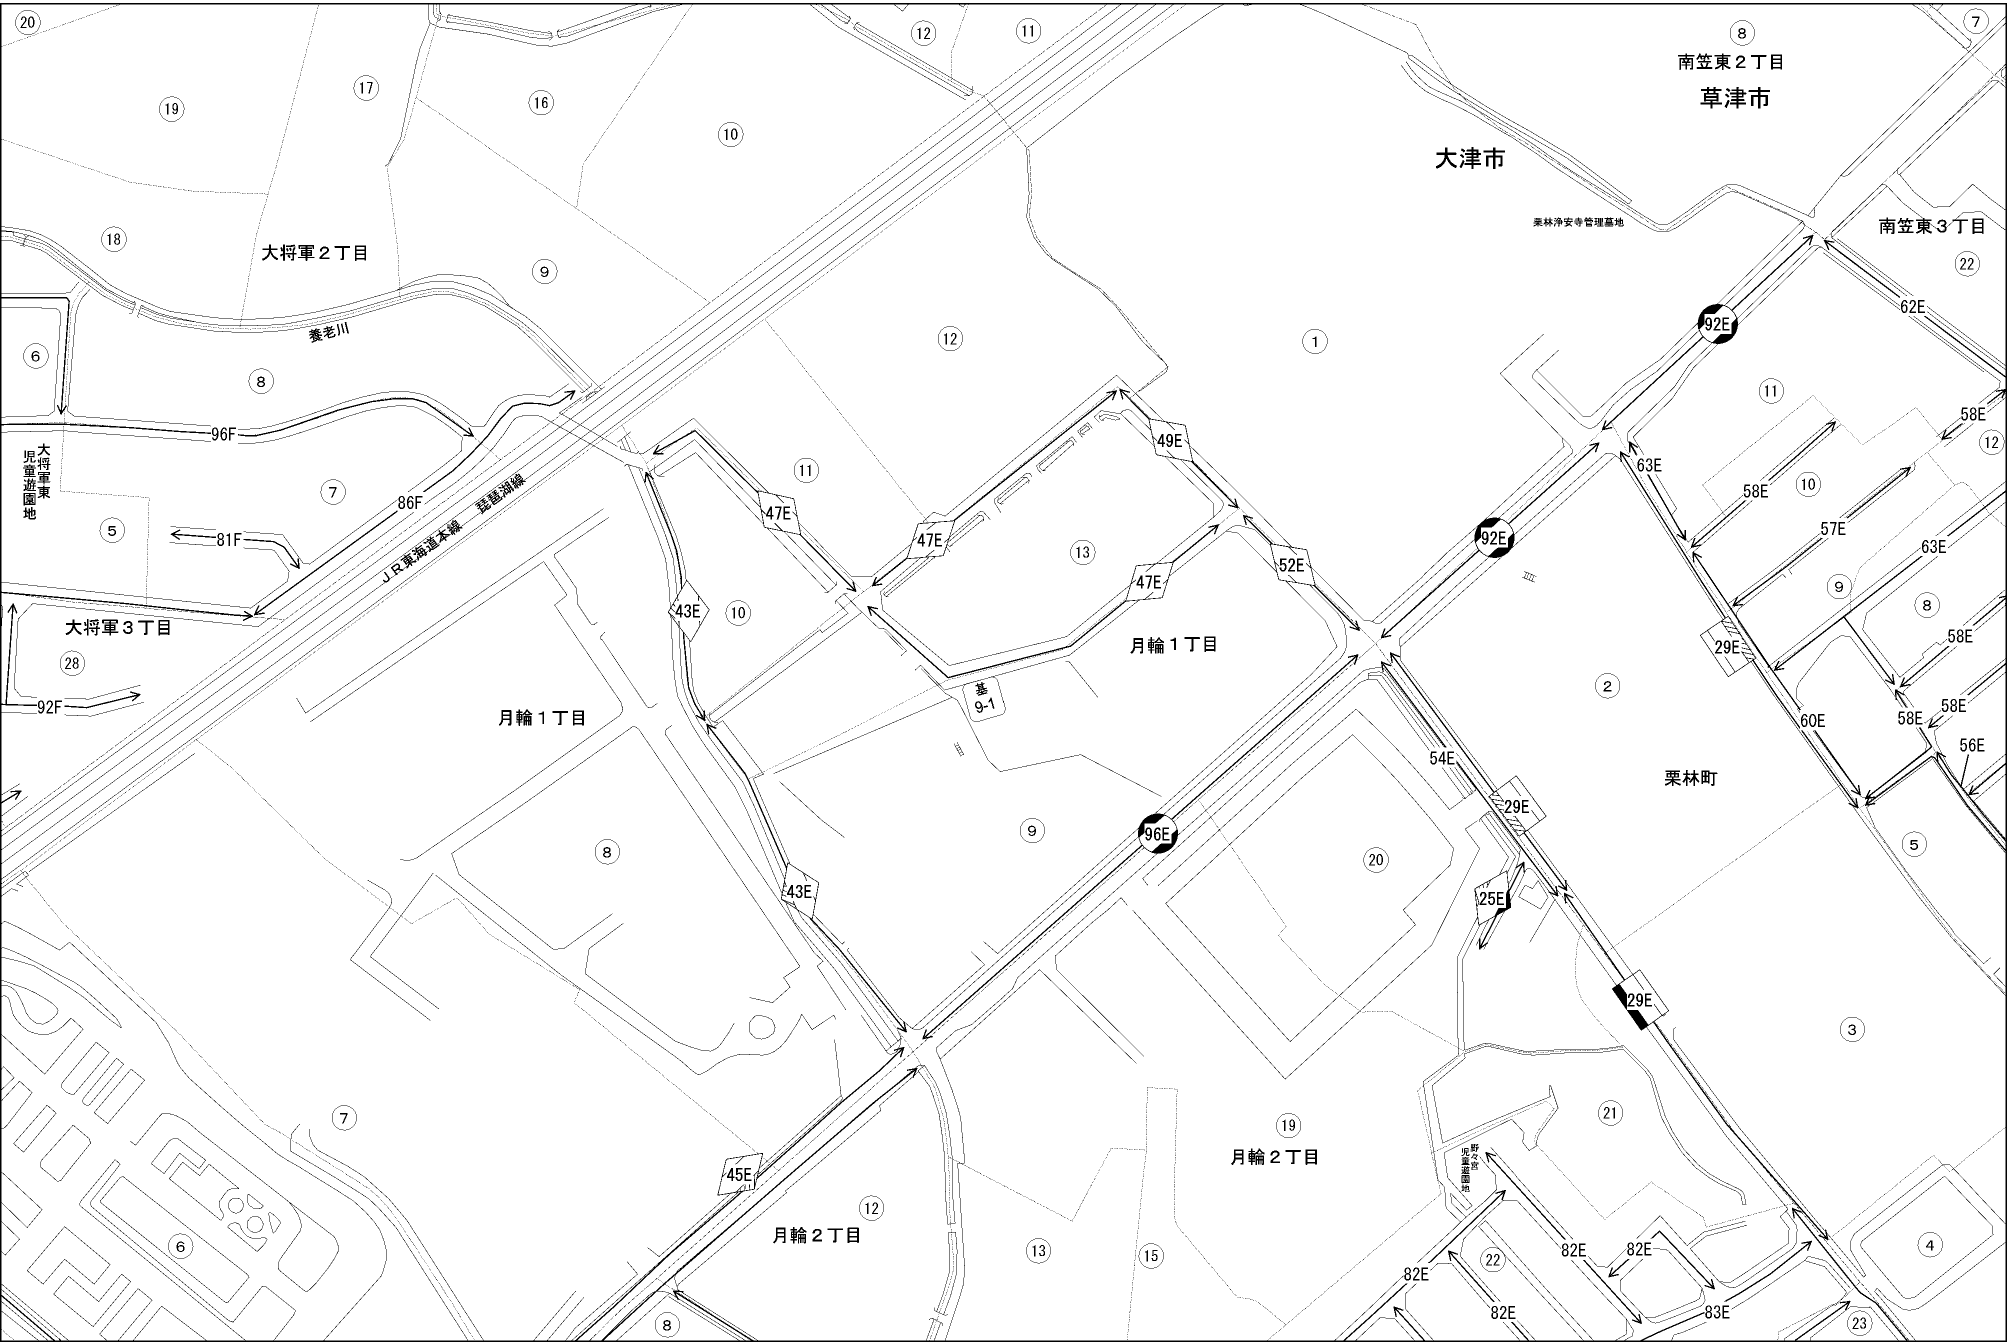 ⑳
⑲
⑰
⑯
⑩
⑫
⑪
⑧
南笠東２丁目
草津市
大津市
⑦
栗林浄安寺管理墓地
南笠東３丁目
㉒
⑱
大将軍２丁目
⑨
養老川
⑥
⑧
⑫
①
92E
62E
⑪
58E
⑫
96F
大将軍東
児童遊園地
⑦
86F
ＪＲ東海道本線　琵琶湖線
⑤
81F
⑪
47E
47E
49E
⑬
47E
52E
92E
63E
58E
⑩
57E
63E
⑨
⑧
58E
大将軍３丁目
㉘
92F
43E
⑩
月輪１丁目
月輪１丁目
基
9-1
29E
②
60E
58E
58E
56E
栗林町
54E
29E
⑧
⑨
96E
⑳
25E
⑤
43E
29E
③
⑦
㉑
⑲
月輪２丁目
野々宮
児童遊園地
45E
⑫
月輪２丁目
⑥
⑬
⑮
82E
㉒
82E
82E
82E
83E
④
⑧
㉓